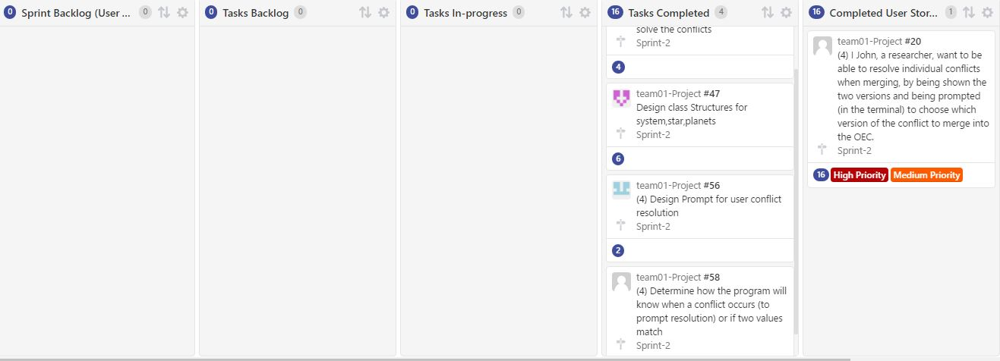 0 Sprint Backlog (User ... 0
0 Tasks Backlog 0
0 Tasks In-progress 0
16 Tasks Completed 4
solve the conflicts
Sprint-2
4
team01-Project #47
Design class Structures for
system,star,planets
Sprint-2
6
team01-Project #56
(4) Design Prompt for user conflict
resolution
Sprint-2
2
team01-Project #58
(4) Determine how the program will
know when a conflict occurs (to
prompt resolution) or if two values
match
Sprint-2
16 Completed User Stor... 1
team01-Project #20
(4) I John, a researcher, want to be
able to resolve individual conflicts
when merging, by being shown the
two versions and being prompted
(in the terminal) to choose which
version of the conflict to merge into
the OEC.
Sprint-2
16 High Priority Medium Priority